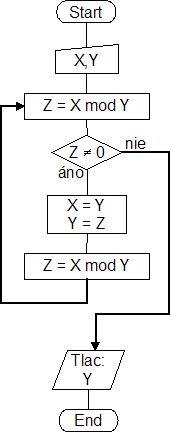 Start
X,Y
Z = X mod Y
Z ≠ 0
nie
áno
X = Y
Y = Z
Z = X mod Y
Tlac:
Y
End